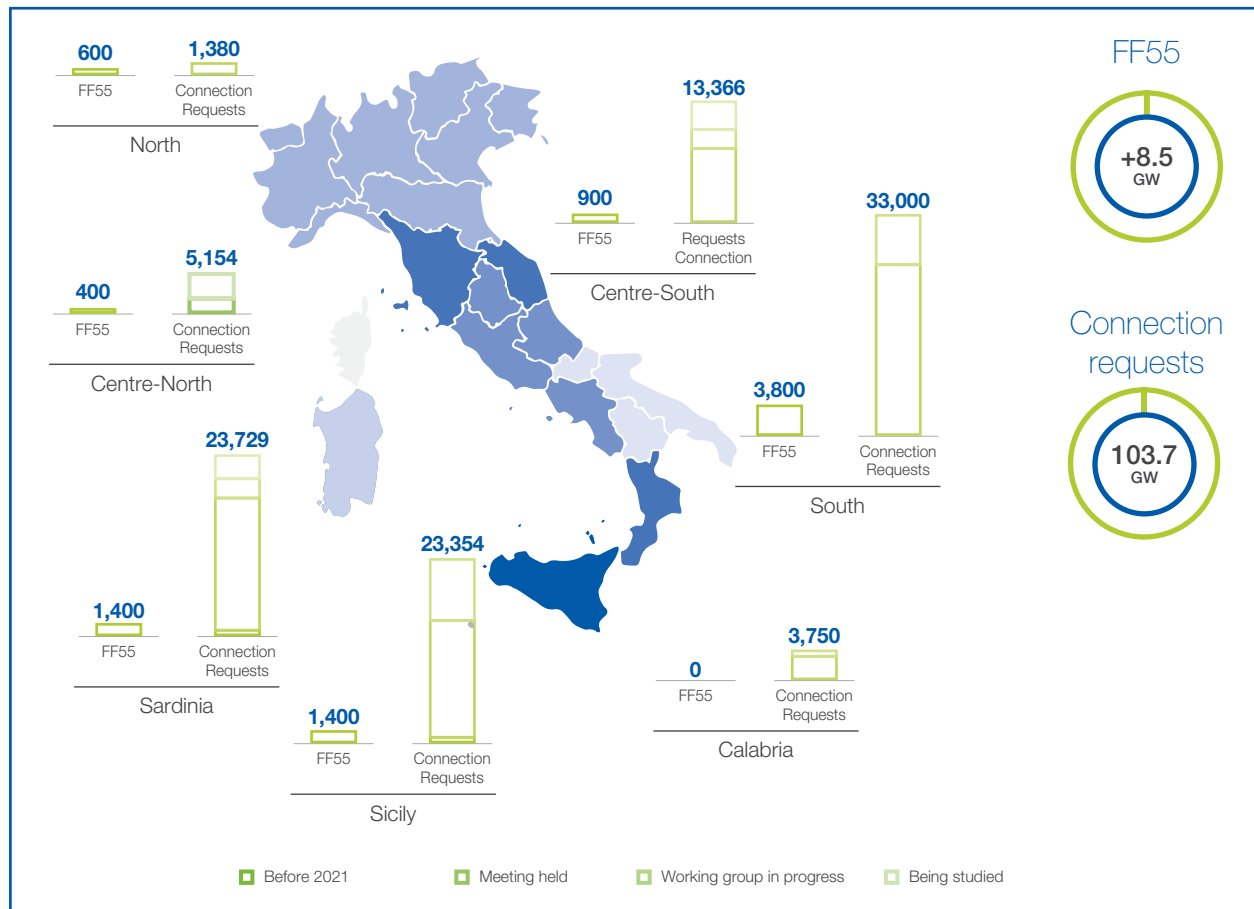 600
1,380
FF55
Connection
Requests
North
400
5,154
FF55
Connection
Requests
Centre-North
23,729
1,400
FF55
Connection
Requests
Sardinia
23,354
1,400
FF55
Connection
Requests
Sicily
13,366
900
FF55
Requests
Connection
Centre-South
33,000
3,800
FF55
Connection
Requests
South
3,750
0
FF55
Connection
Requests
Calabria
FF55
+8.5
GW
Connection
requests
103.7
GW
Before 2021
Meeting held
Working group in progress
Being studied